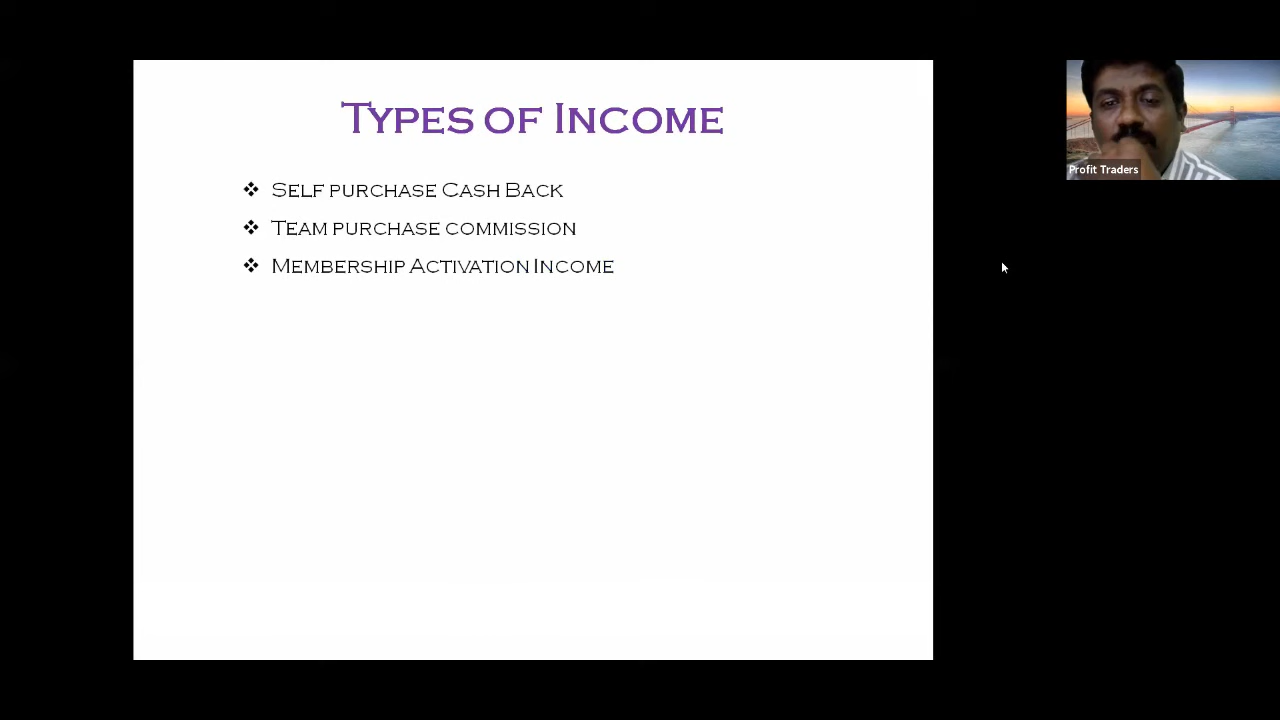 Types of Income
Self purchase Cash Back
Team purchase commission
Membership Activation Income
Profit Traders